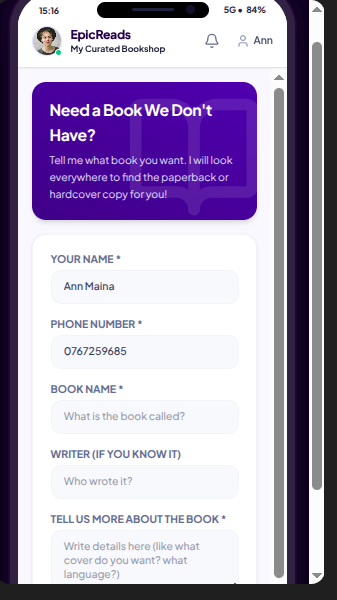 15:16
5G • 84%
EpicReads
My Curated Bookshop
Ann
Need a Book We Don't
Have?
Tell me what book you want. I will look
everywhere to find the paperback or
hardcover copy for you!
YOUR NAME *
Ann Maina
PHONE NUMBER *
0767259685
BOOK NAME *
What is the book called?
WRITER (IF YOU KNOW IT)
Who wrote it?
TELL US MORE ABOUT THE BOOK *
Write details here (like what
cover do you want? what
language?)